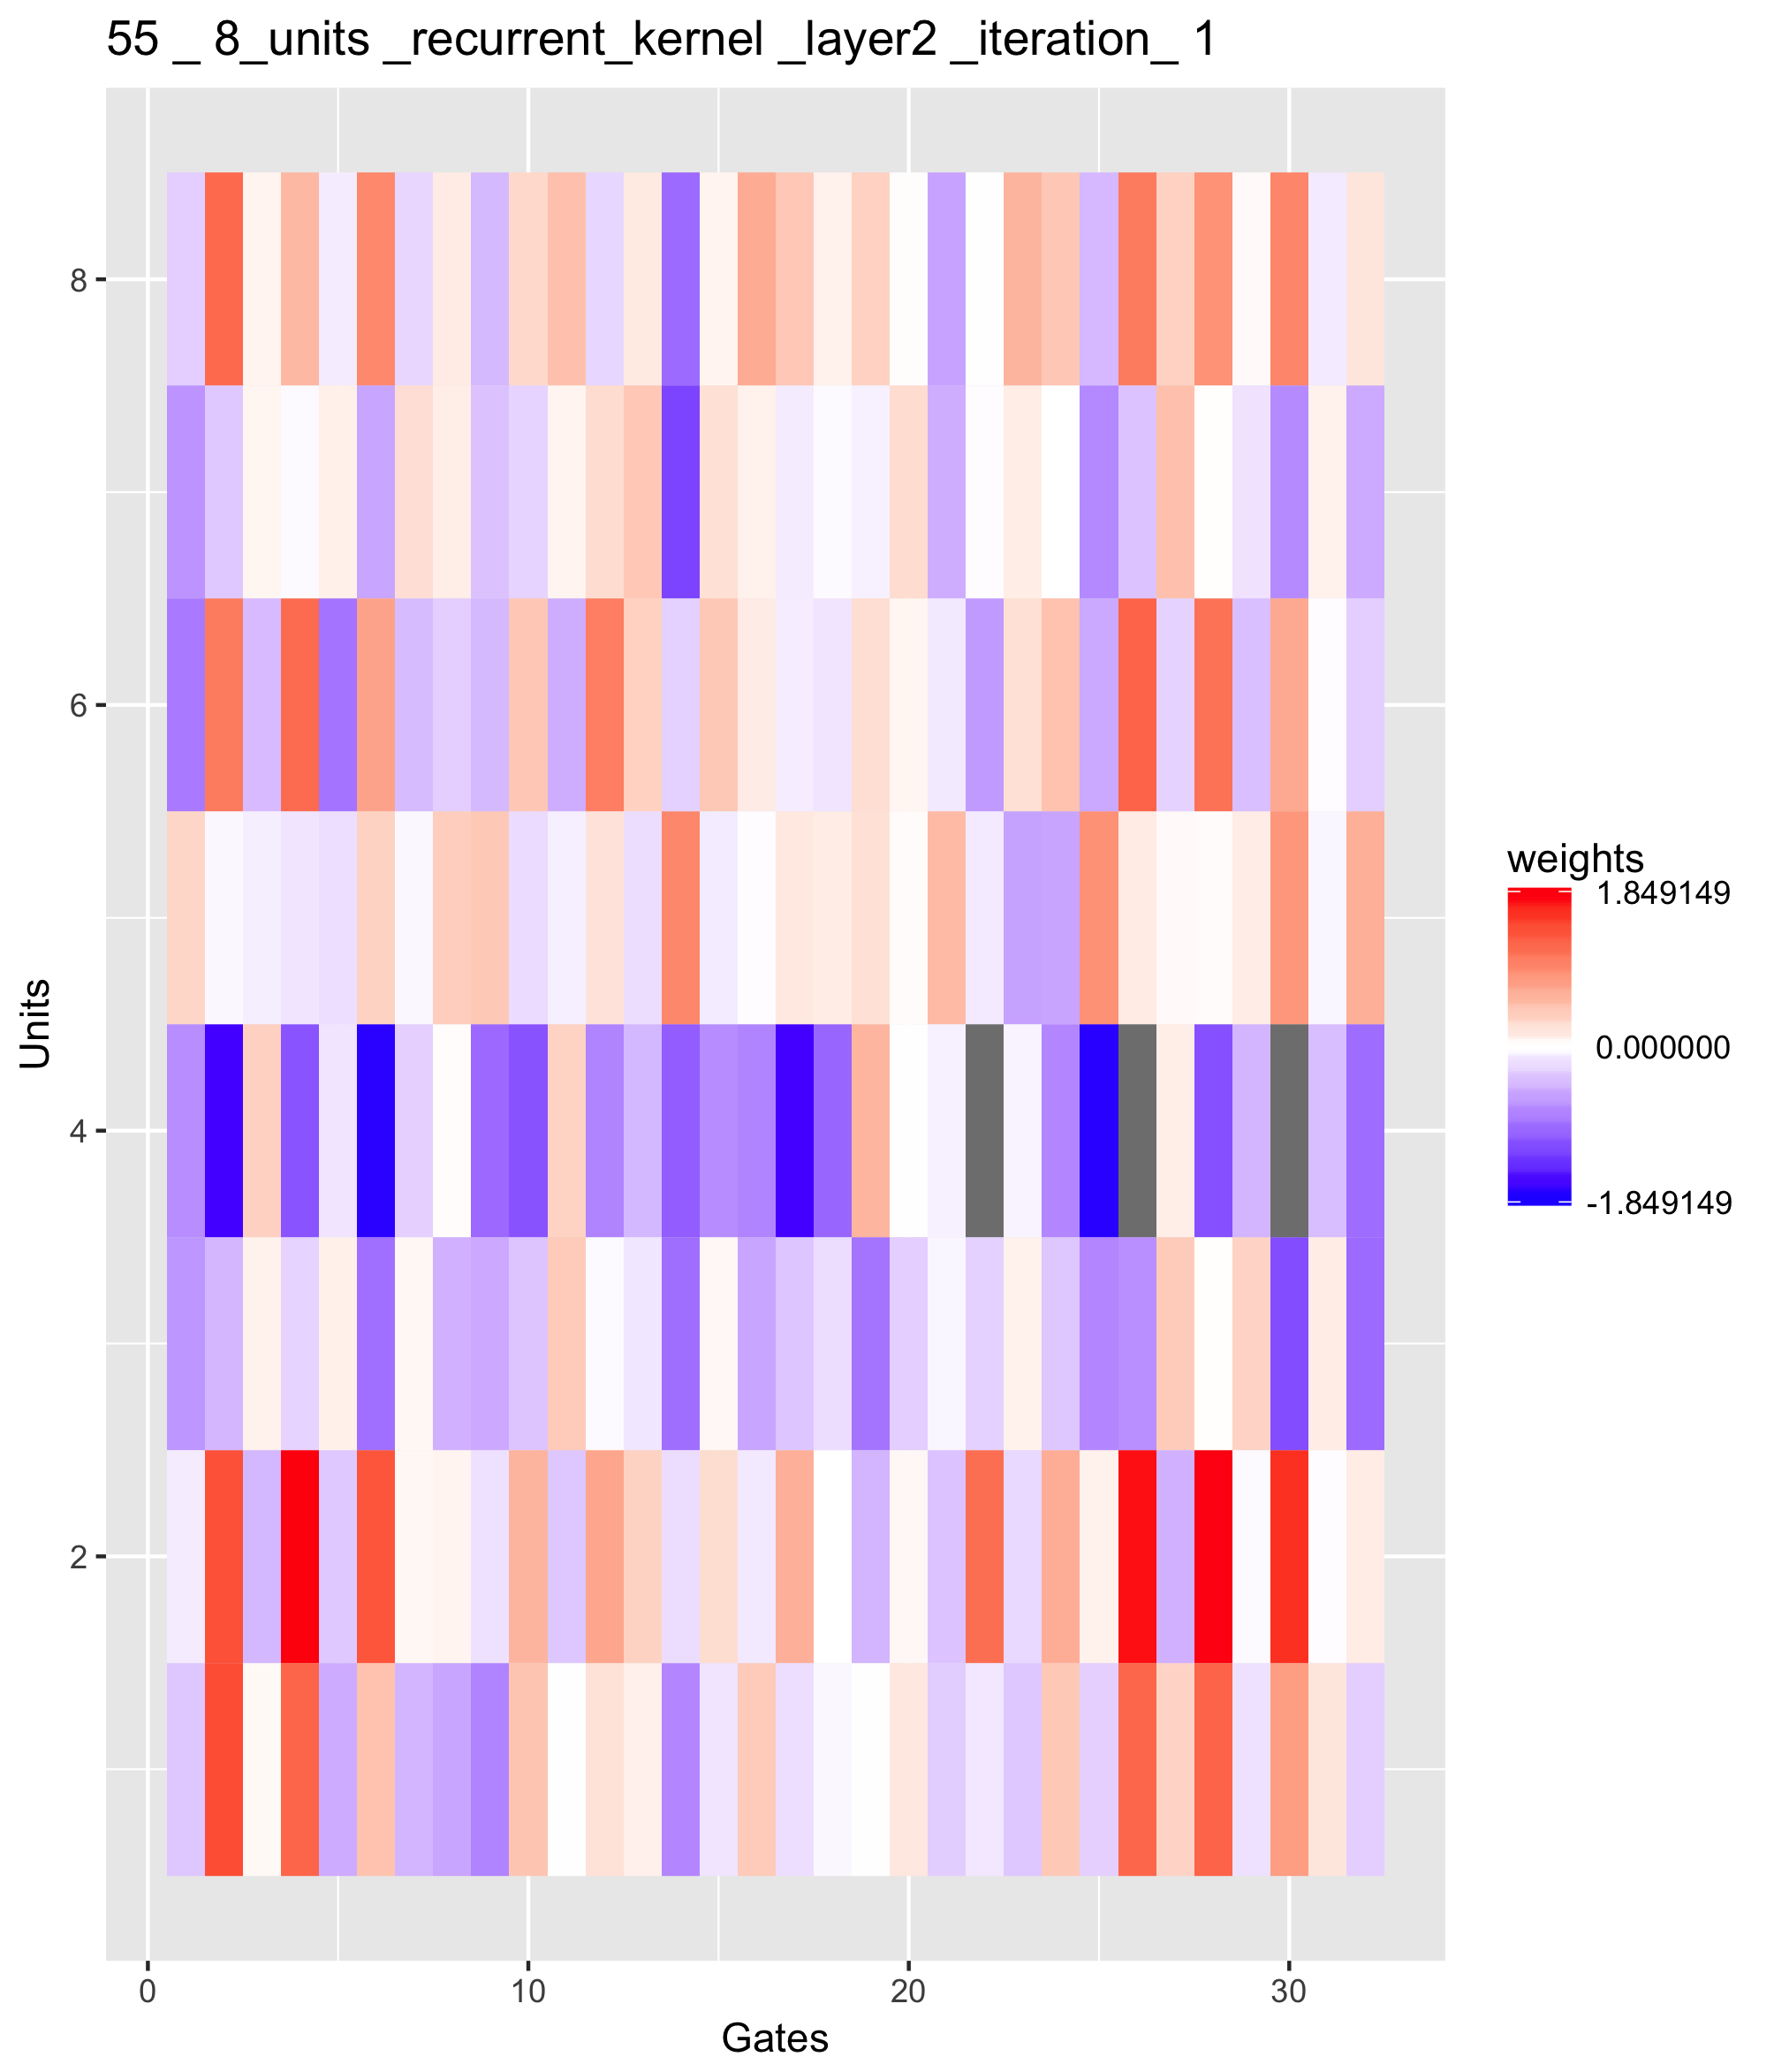 55 _ 8_units _recurrent_kernel _layer2 _iteration_ 1
8
6
4
2
Units
0
10
20
30
Gates
weights
1.849149
0.000000
-1.849149